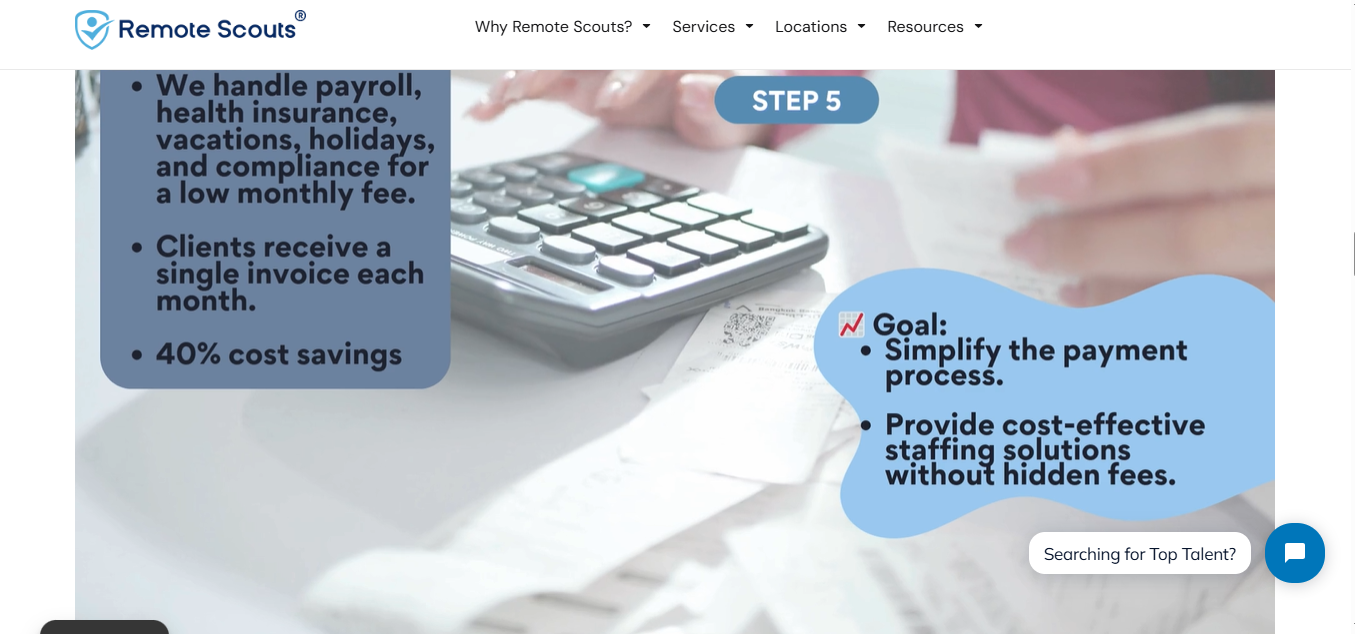 Remote Scouts®
Why Remote Scouts?
Services
Locations
Resources
• We handle payroll,
health insurance,
vacations, holidays,
and compliance for
a low monthly fee.
• Clients receive a
single invoice each
month.
• 40% cost savings
STEP 5
Goal:
• Simplify the payment
process.
• Provide cost-effective
staffing solutions
without hidden fees.
Searching for Top Talent?